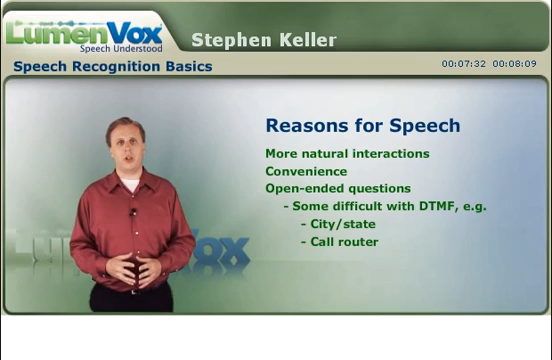 LumenVox
Speech Understood
Stephen Keller
Speech Recognition Basics
00:07:32 00:08:09
Reasons for Speech
More natural interactions
Convenience
Open-ended questions
- Some difficult with DTMF, e.g.
- City/state
- Call router